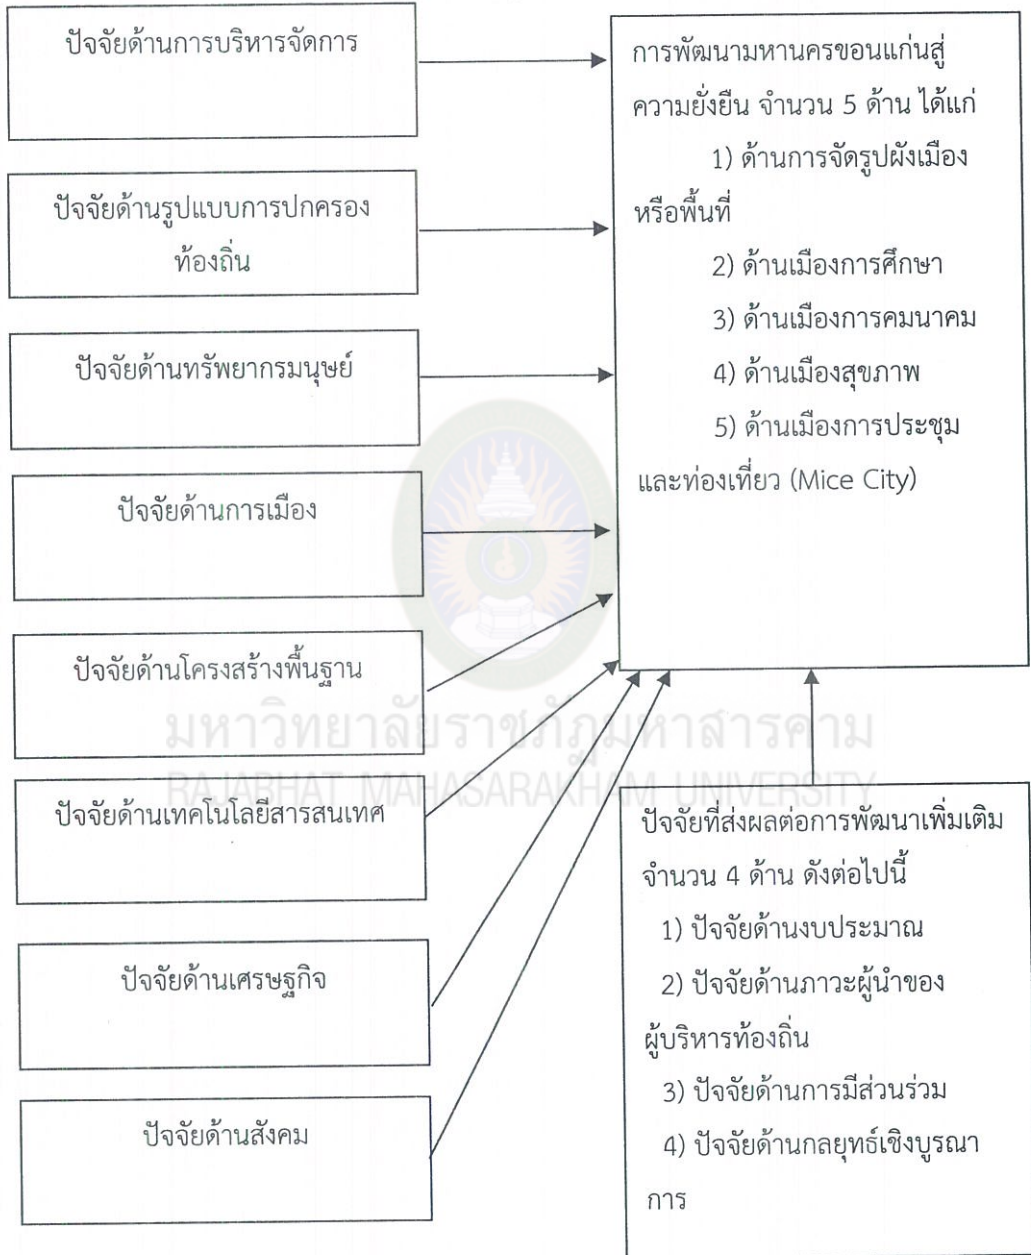 ปัจจัยด้านการบริหารจัดการ
ปัจจัยด้านรูปแบบการปกครอง
ท้องถิ่น
ปัจจัยด้านทรัพยากรมนุษย์
ปัจจัยด้านการเมือง
ปัจจัยด้านโครงสร้างพื้นฐาน
ปัจจัยด้านเทคโนโลยีสารสนเทศ
ปัจจัยด้านเศรษฐกิจ
ปัจจัยด้านสังคม
การพัฒนามหานครขอนแก่นสู่
ความยั่งยืน จำนวน 5 ด้าน ได้แก่
1) ด้านการจัดรูปผังเมือง
หรือพื้นที่
2) ด้านเมืองการศึกษา
3) ด้านเมืองการคมนาคม
4) ด้านเมืองสุขภาพ
5) ด้านเมืองการประชุม
และท่องเที่ยว (Mice City)
ปัจจัยที่ส่งผลต่อการพัฒนาเพิ่มเติม
จำนวน 4 ด้าน ดังต่อไปนี้
1) ปัจจัยด้านงบประมาณ
2) ปัจจัยด้านภาวะผู้นำของ
ผู้บริหารท้องถิ่น
3) ปัจจัยด้านการมีส่วนร่วม
4) ปัจจัยด้านกลยุทธ์เชิงบูรณา
การ
มหาวิทยาลัยราชภัฏมหาสารคาม
RAJABHAT MAHASARAKHAM UNIVERSITY